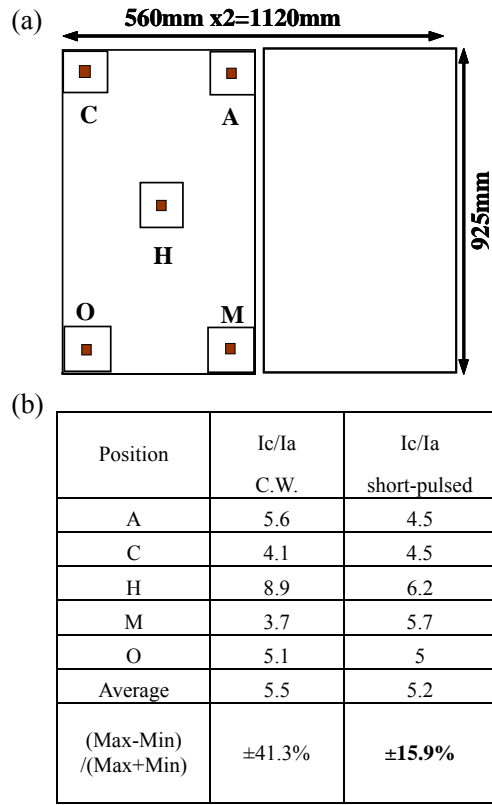 (a)
560mm x2=1120mm
C
A
H
O
M
925mm
(b)
Position Ic/Ia C.W. Ic/Ia short-pulsed
A 5.6 4.5
C 4.1 4.5
H 8.9 6.2
M 3.7 5.7
O 5.1 5
Average 5.5 5.2
(Max-Min) /(Max+Min) ±41.3% ±15.9%